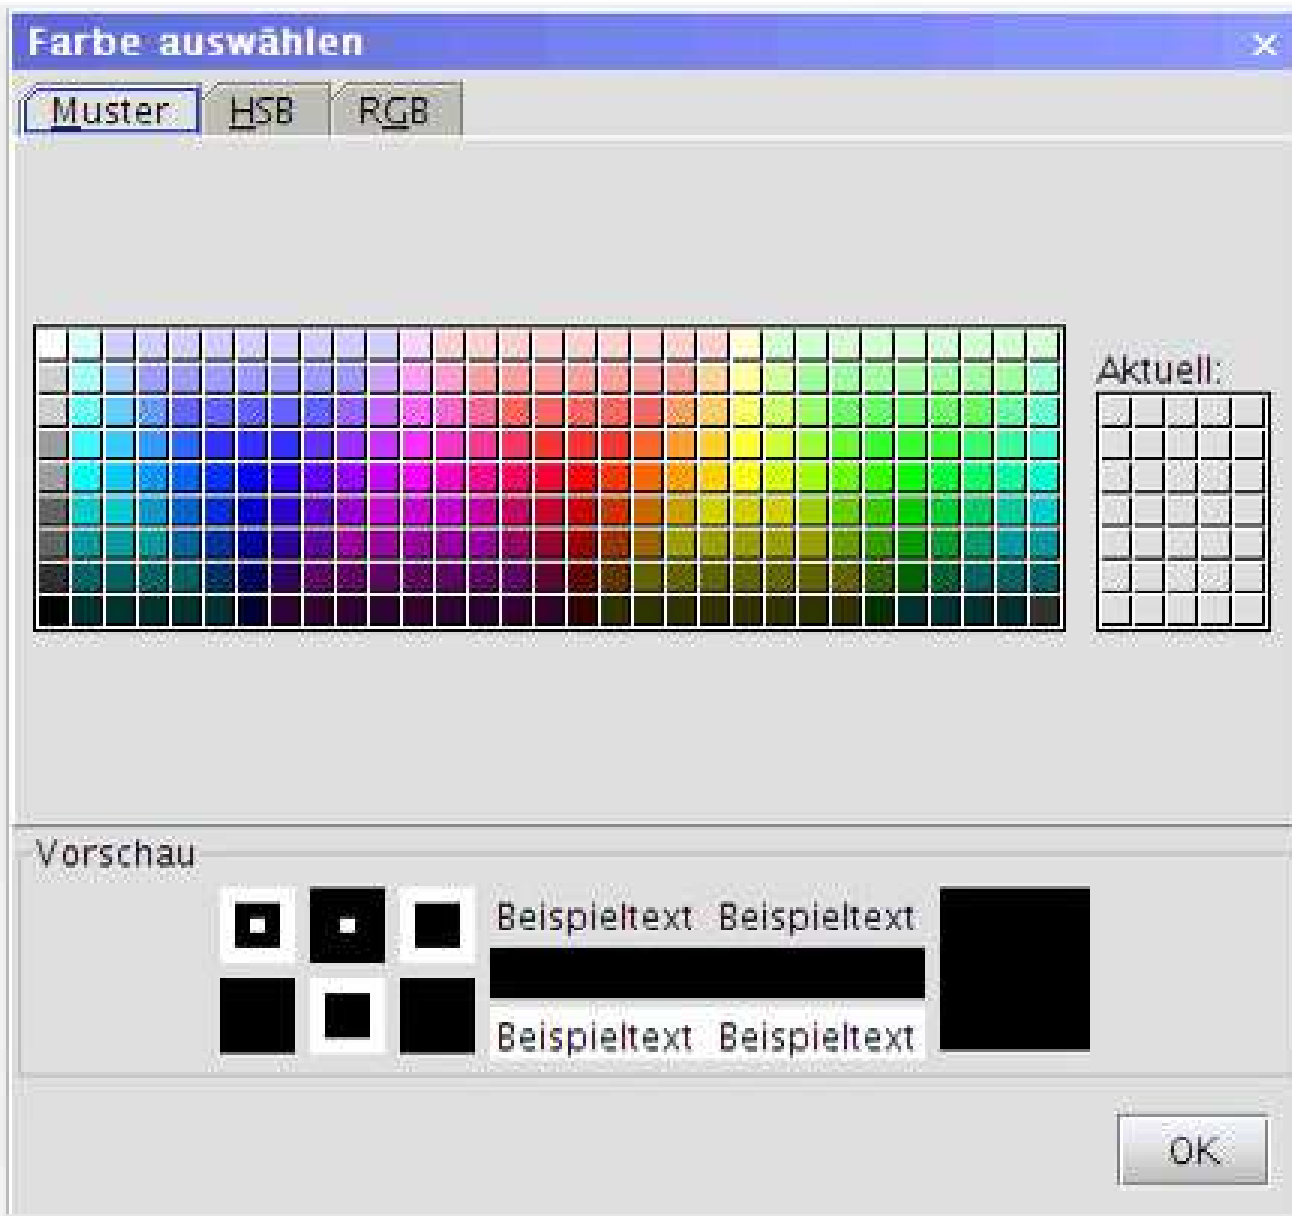 Farbe auswählen
Muster HSB RGB
Aktuell:
Vorschau
Beispieltext Beispieltext
Beispieltext Beispieltext
OK